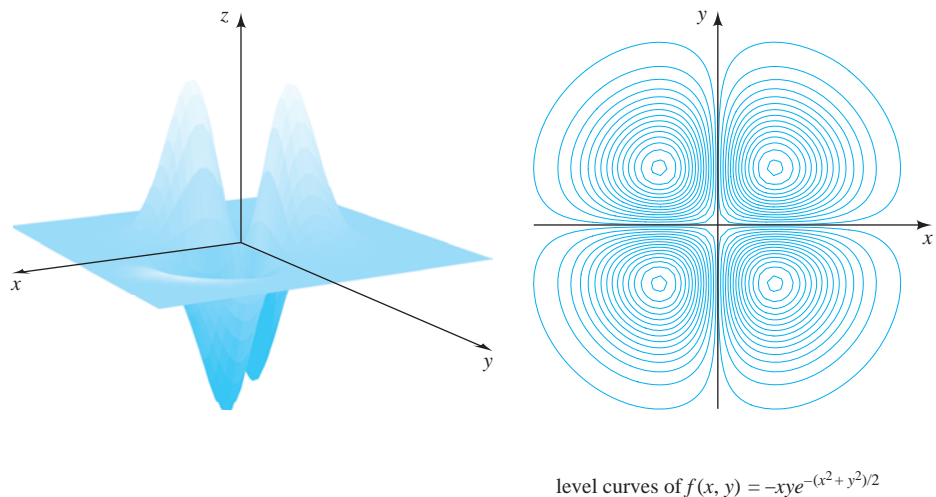 z
x
y
y
x
level curves of f(x, y) = –xye^{–(x²+ y²)/2}